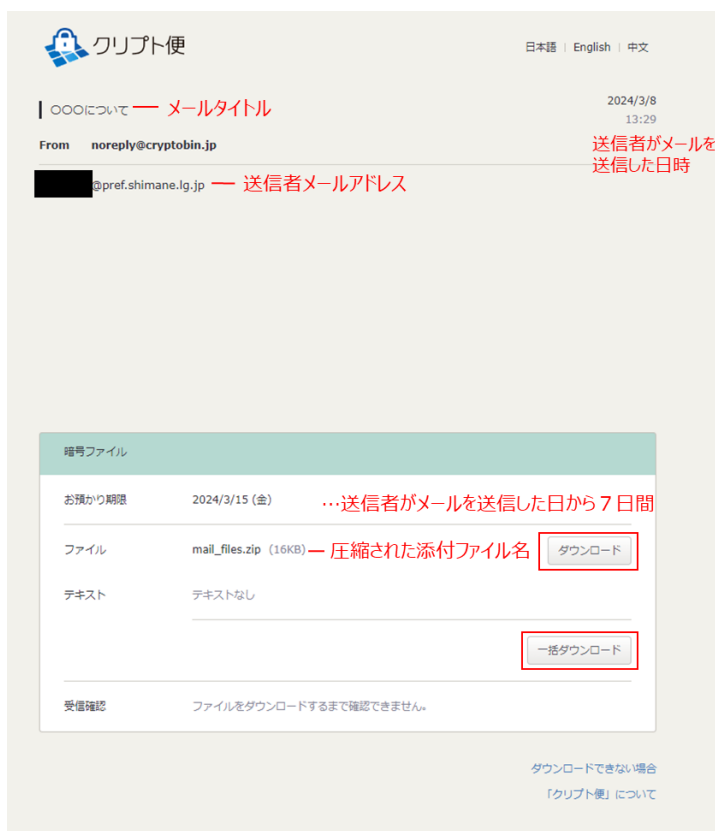 クリプト便
日本語 | English | 中文
〇〇〇について ― メールタイトル
2024/3/8
13:29
From noreply@cryptobin.jp
送信者がメールを
送信した日時
@pref.shimane.lg.jp ― 送信者メールアドレス
暗号ファイル
お預かり期限 2024/3/15 (金) …送信者がメールを送信した日から７日間
ファイル mail_files.zip (16KB) ― 圧縮された添付ファイル名 ダウンロード
テキスト テキストなし
一括ダウンロード
受信確認 ファイルをダウンロードするまで確認できません。
ダウンロードできない場合
「クリプト便」について